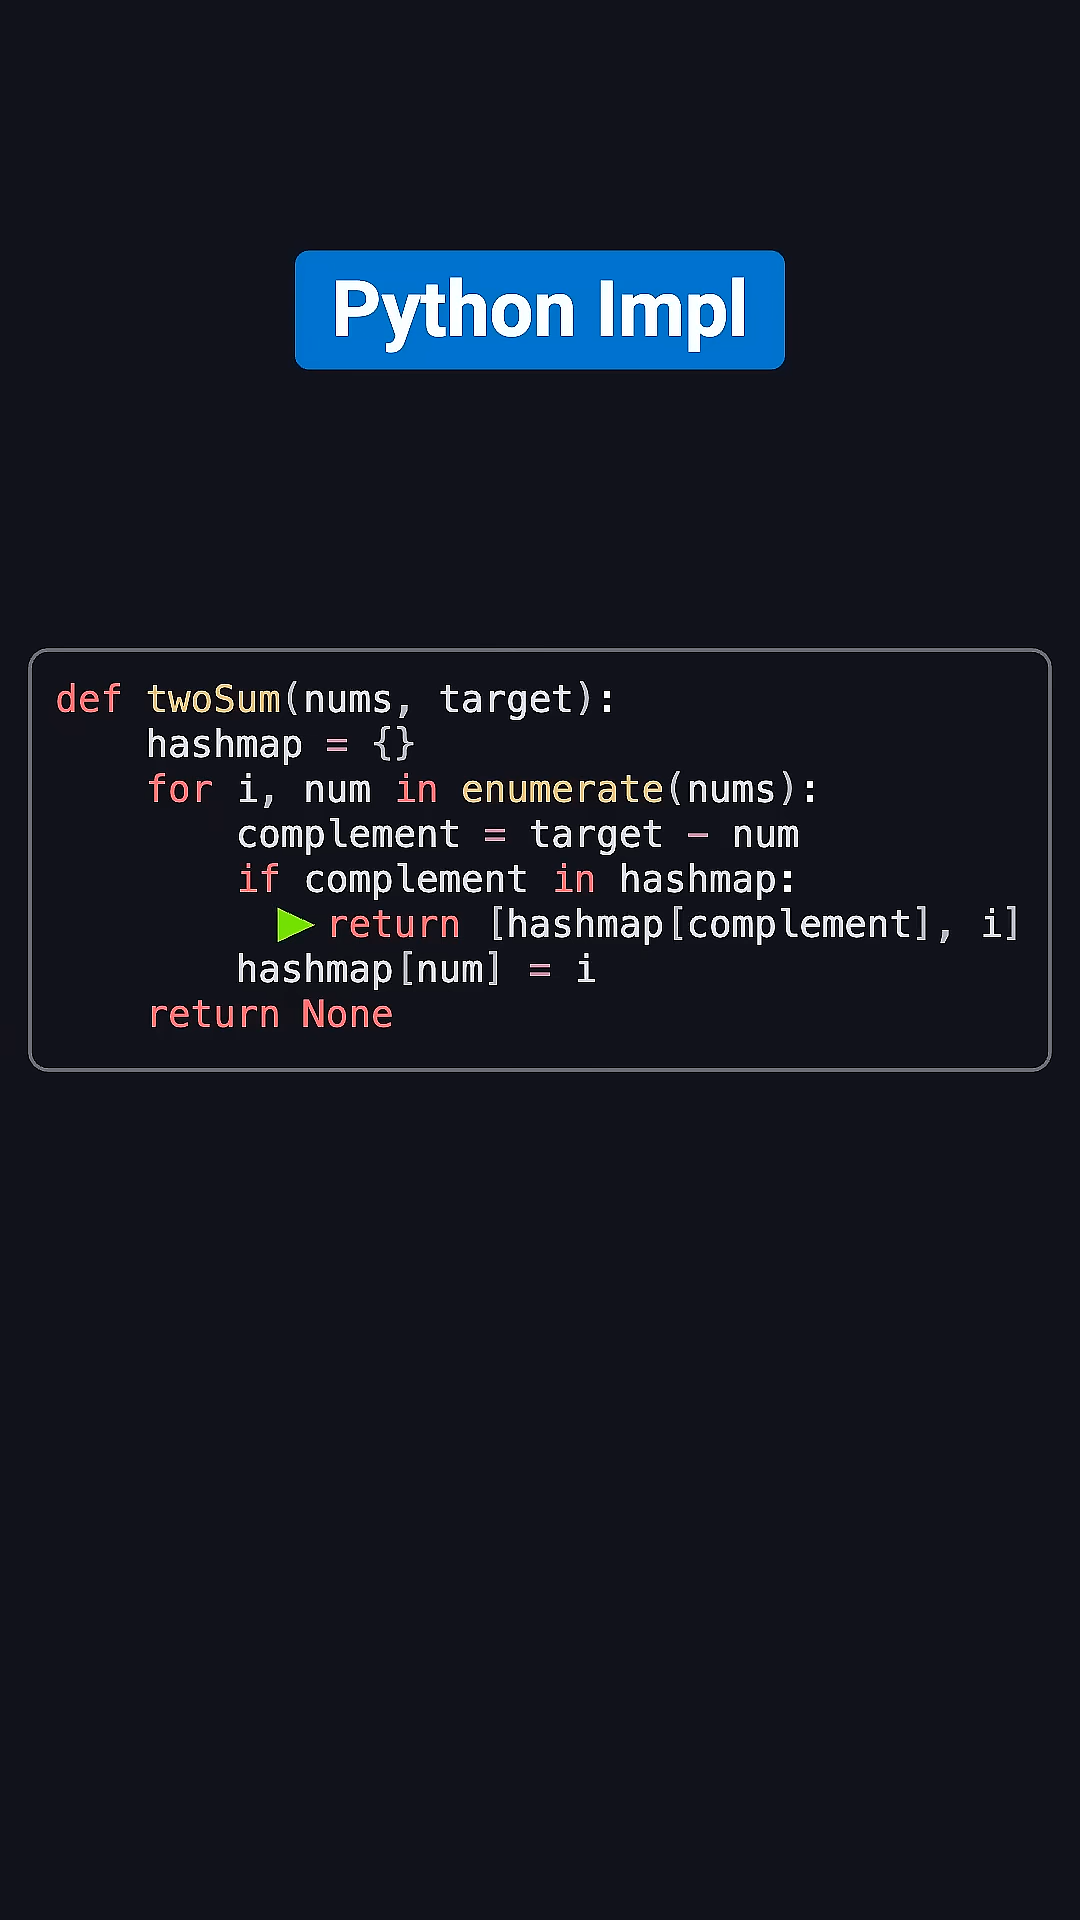 Python Impl
def twoSum(nums, target):
    hashmap = {}
    for i, num in enumerate(nums):
        complement = target - num
        if complement in hashmap:
            return [hashmap[complement], i]
        hashmap[num] = i
    return None